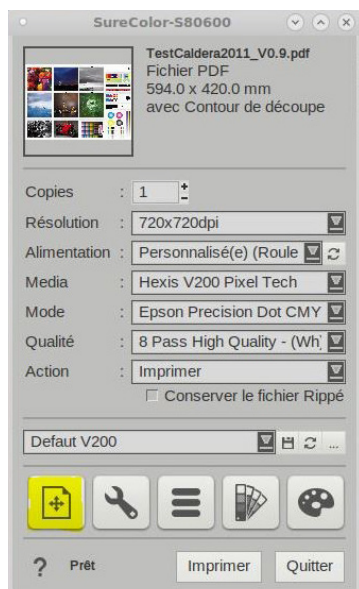 SureColor-S80600
TestCaldera2011_V0.9.pdf
Fichier PDF
594.0 x 420.0 mm
avec Contour de découpe
Copies : 1
Résolution : 720x720dpi
Alimentation : Personnalisé(e) (Roule
Media : Hexis V200 Pixel Tech
Mode : Epson Precision Dot CMY
Qualité : 8 Pass High Quality - (Wh)
Action : Imprimer
Conserver le fichier Rippé
Defaut V200 ...
? Prêt Imprimer Quitter